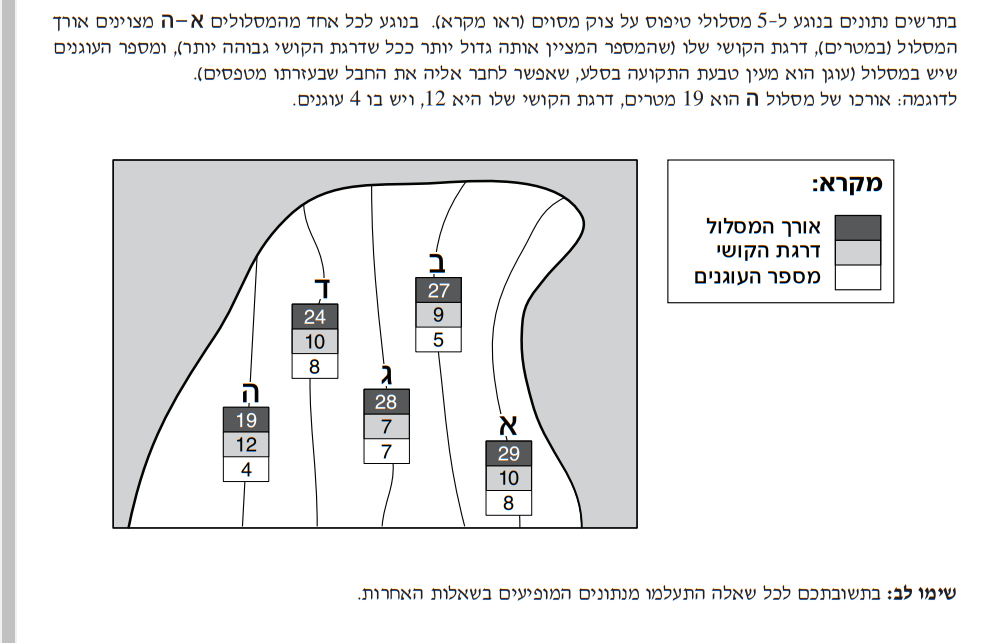 בתרשים נתונים בנוגע ל-5 מסלולי טיפוס על צוק מסוים (ראו מקרא). בנוגע לכל אחד מהמסלולים א-ה מצוינים אורך
המסלול (במטרים), דרגת הקושי שלו (שהמספר המציין אותה גדול יותר ככל שדרגת הקושי גבוהה יותר), ומספר העוגנים
שיש במסלול (עוגן הוא מעין טבעת התקועה בסלע, שאפשר לחבר אליה את החבל שבעזרתו מטפסים).
לדוגמה: אורכו של מסלול ה הוא 19 מטרים, דרגת הקושי שלו היא 12, ויש בו 4 עוגנים.
מקרא:
אורך המסלול
דרגת הקושי
מספר העוגנים
א
29
10
8
ב
27
9
5
ג
28
7
7
ד
24
10
8
ה
19
12
4
שימו לב: בתשובתכם לכל שאלה התעלמו מנתונים המופיעים בשאלות האחרות.